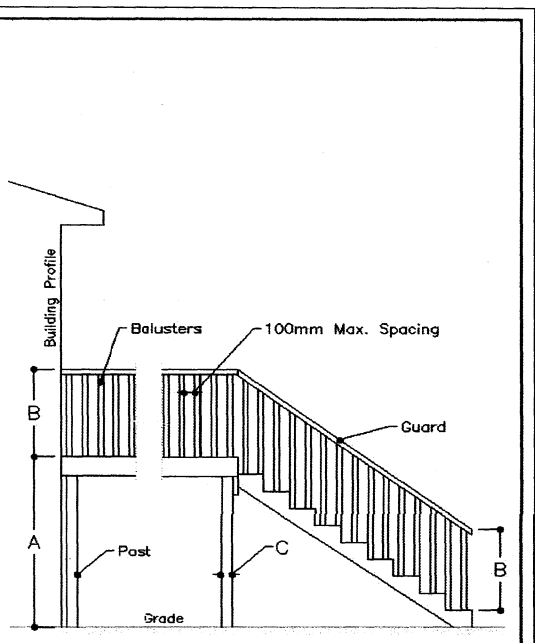 Building Profile
Balusters
100mm Max. Spacing
B
Guard
A
Post
C
B
Grade